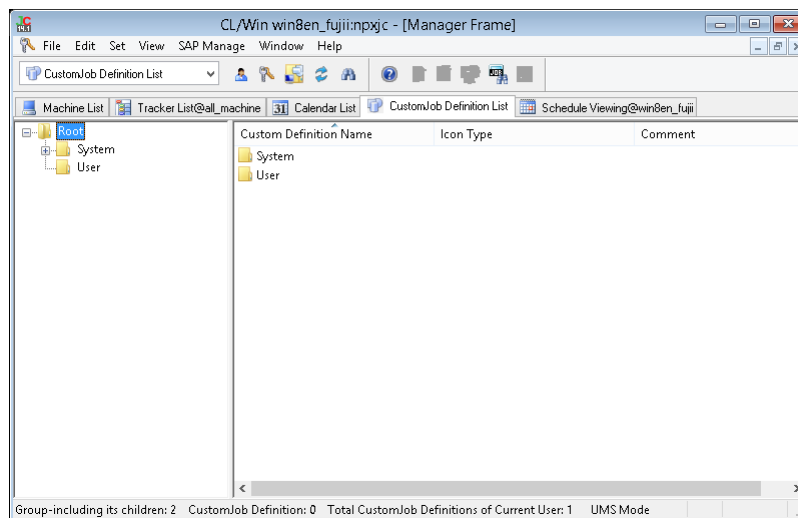 CL/Win win8en_fujii:npxjc - [Manager Frame]
File Edit Set View SAP Manage Window Help
CustomJob Definition List
Machine List Tracker List@all_machine 31 Calendar List CustomJob Definition List Schedule Viewing@win8en_fujii
Root
System
User
Custom Definition Name Icon Type Comment
System
User
Group-including its children: 2 CustomJob Definition: 0 Total CustomJob Definitions of Current User: 1 UMS Mode